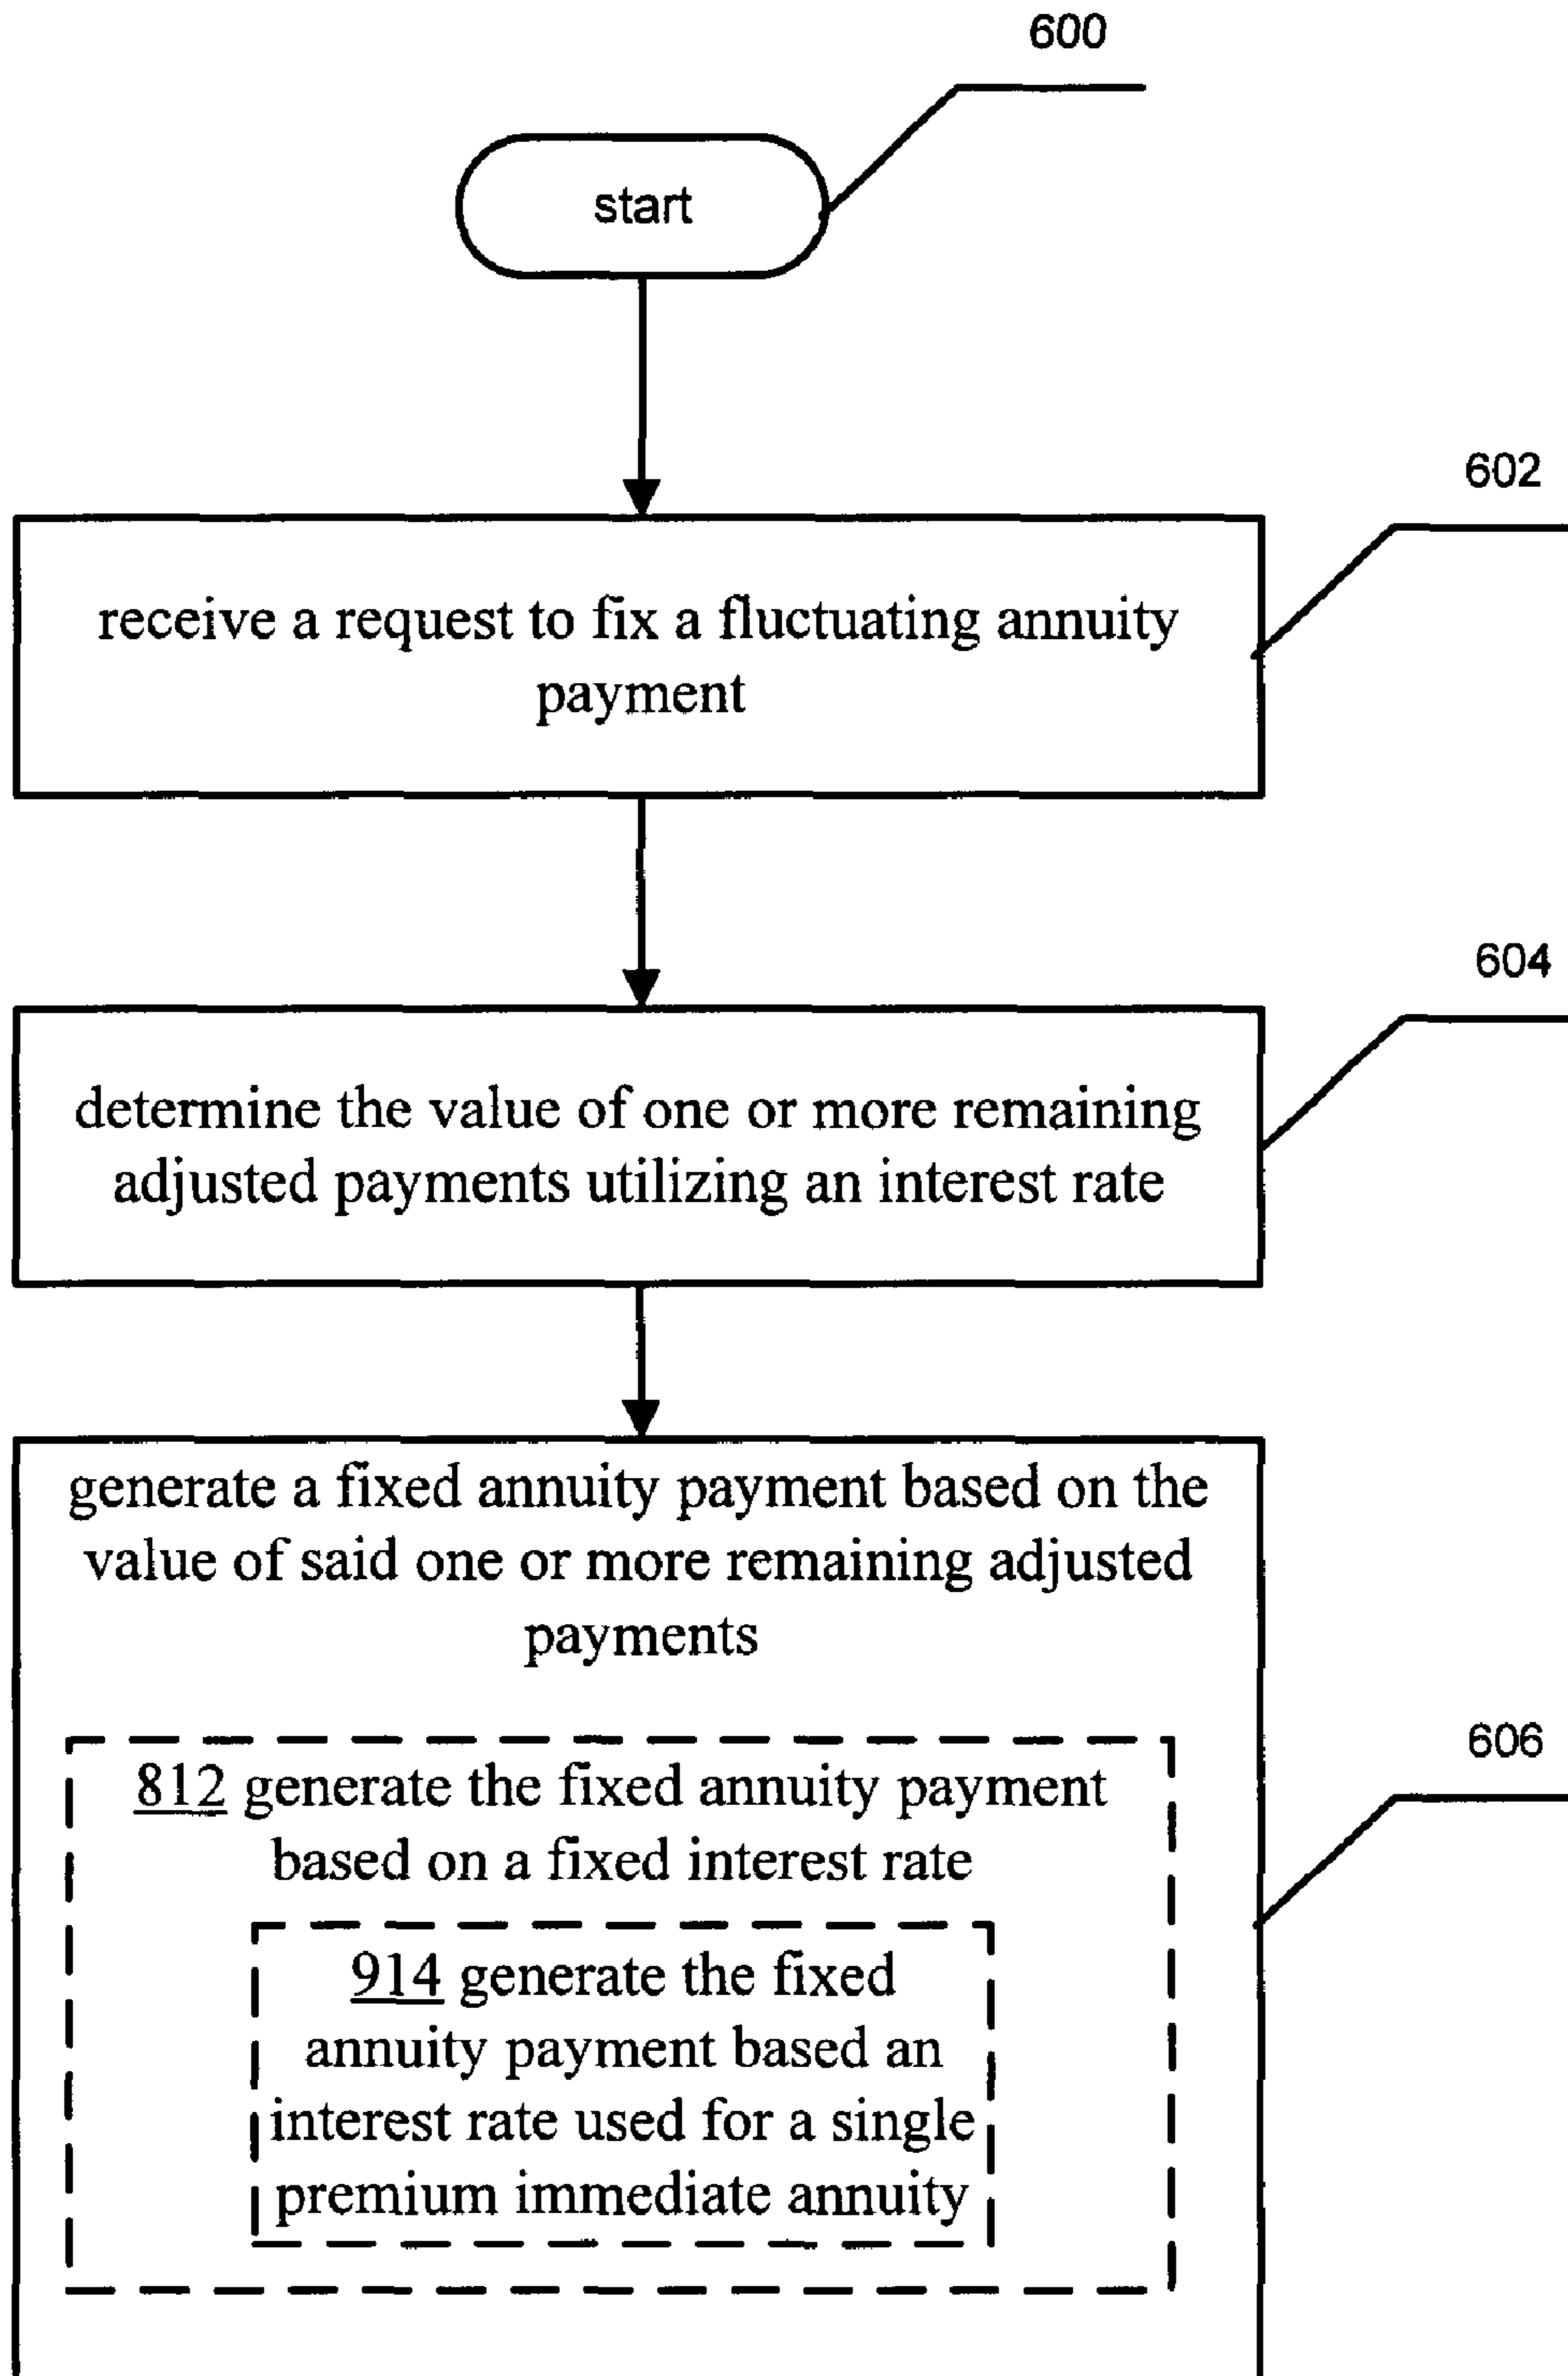 600
start
602
receive a request to fix a fluctuating annuity
payment
604
determine the value of one or more remaining
adjusted payments utilizing an interest rate
generate a fixed annuity payment based on the
value of said one or more remaining adjusted
payments
606
812 generate the fixed annuity payment
based on a fixed interest rate
914 generate the fixed
annuity payment based an
interest rate used for a single
premium immediate annuity